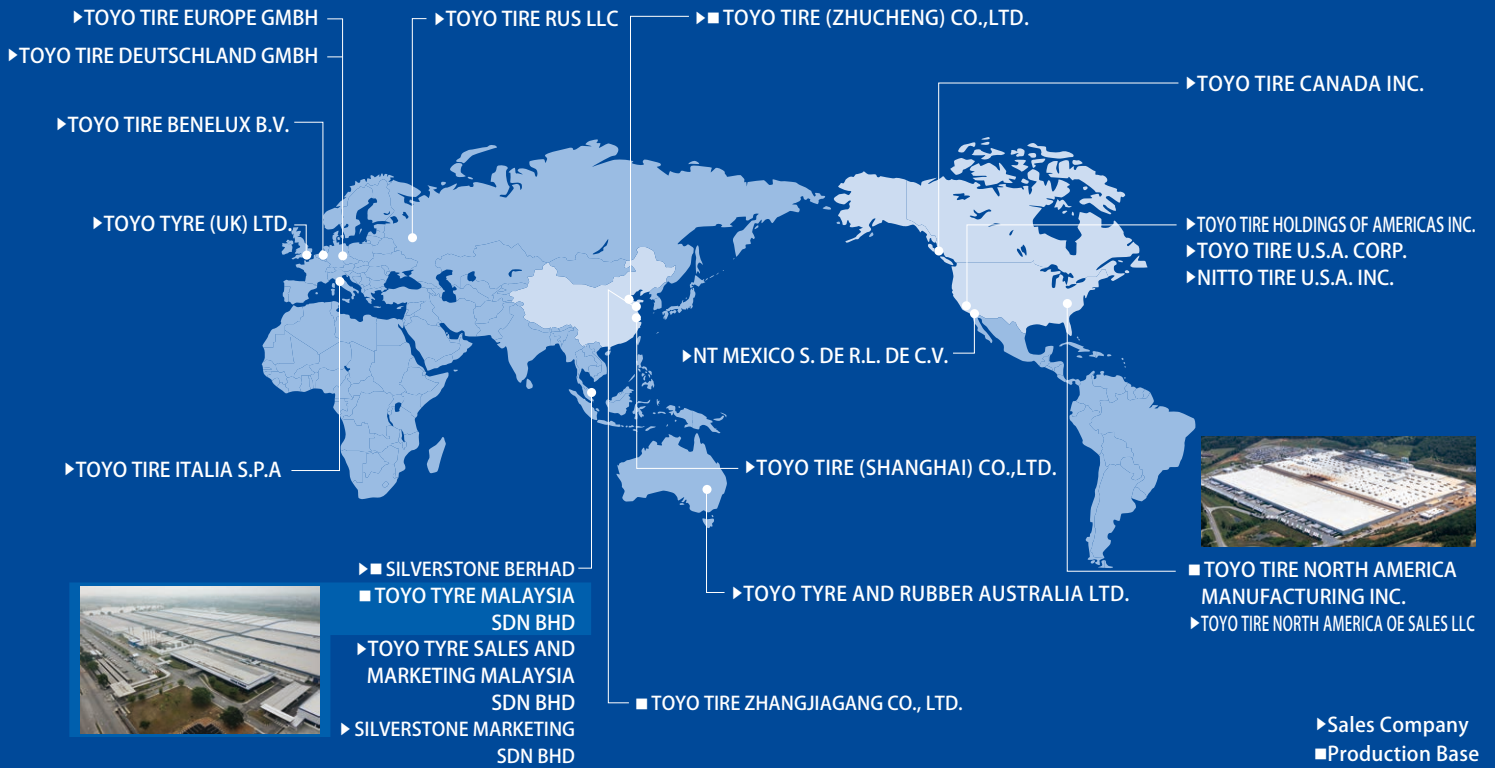 ▶TOYO TIRE EUROPE GMBH
▶TOYO TIRE RUS LLC
▶■ TOYO TIRE (ZHUCHENG) CO.,LTD.
▶TOYO TIRE DEUTSCHLAND GMBH
▶TOYO TIRE CANADA INC.
▶TOYO TIRE BENELUX B.V.
▶TOYO TYRE (UK) LTD.
▶TOYO TIRE HOLDINGS OF AMERICAS INC.
▶TOYO TIRE U.S.A. CORP.
▶NITTO TIRE U.S.A. INC.
▶NT MEXICO S. DE R.L. DE C.V.
▶TOYO TIRE ITALIA S.P.A
▶TOYO TIRE (SHANGHAI) CO.,LTD.
▶■ SILVERSTONE BERHAD
■ TOYO TYRE MALAYSIA
SDN BHD
▶TOYO TYRE SALES AND
MARKETING MALAYSIA
SDN BHD
▶ SILVERSTONE MARKETING
SDN BHD
▶TOYO TYRE AND RUBBER AUSTRALIA LTD.
■ TOYO TIRE NORTH AMERICA
MANUFACTURING INC.
▶TOYO TIRE NORTH AMERICA OE SALES LLC
■ TOYO TIRE ZHANGJIAGANG CO., LTD.
▶Sales Company
■Production Base